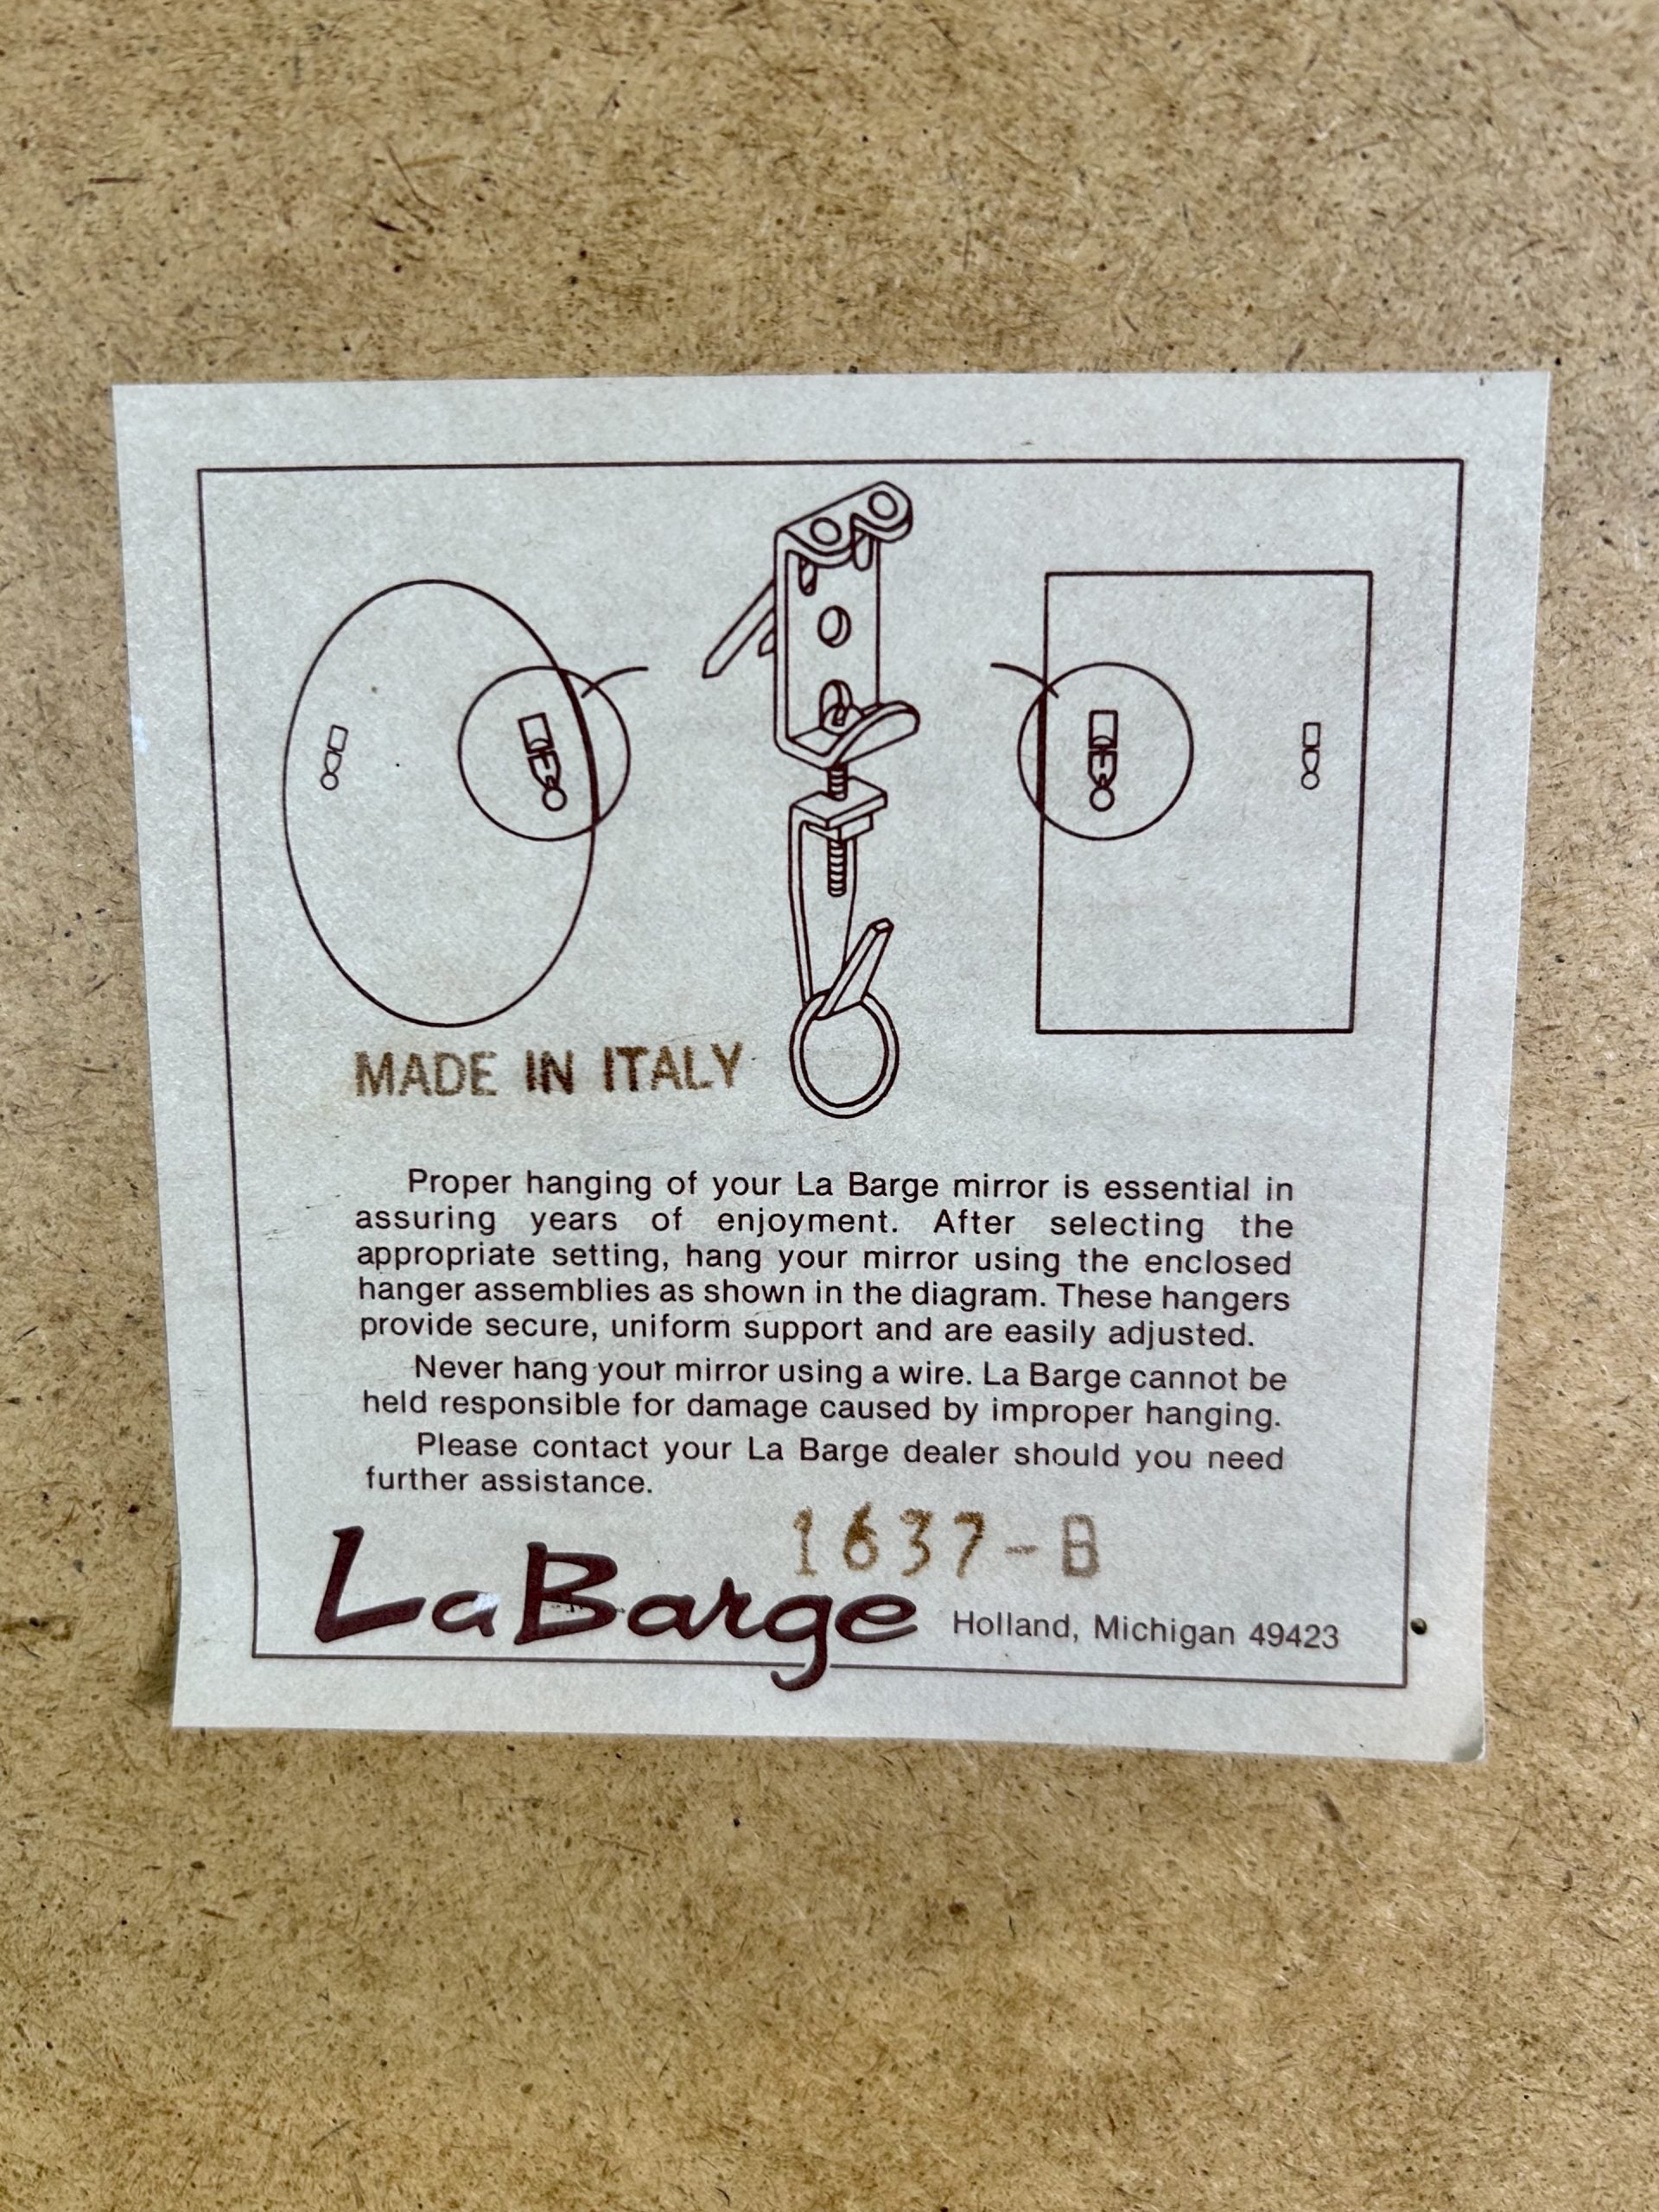 MADE IN ITALY
Proper hanging of your La Barge mirror is essential in
assuring years of enjoyment. After selecting the
appropriate setting, hang your mirror using the enclosed
hanger assemblies as shown in the diagram. These hangers
provide secure, uniform support and are easily adjusted.
Never hang your mirror using a wire. La Barge cannot be
held responsible for damage caused by improper hanging.
Please contact your La Barge dealer should you need
further assistance.
1637-B
LaBarge Holland, Michigan 49423